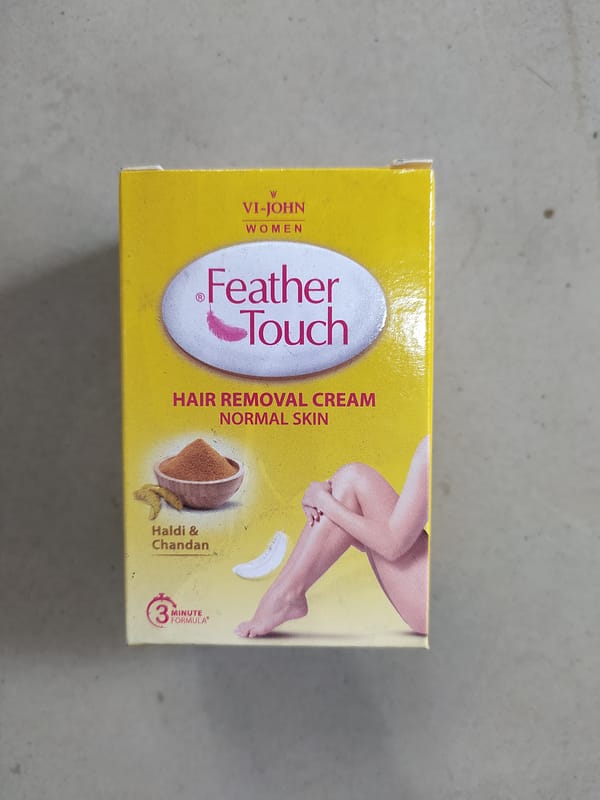 VI-JOHN
WOMEN
® Feather
Touch
HAIR REMOVAL CREAM
NORMAL SKIN
Haldi &
Chandan
3 MINUTE
FORMULA*